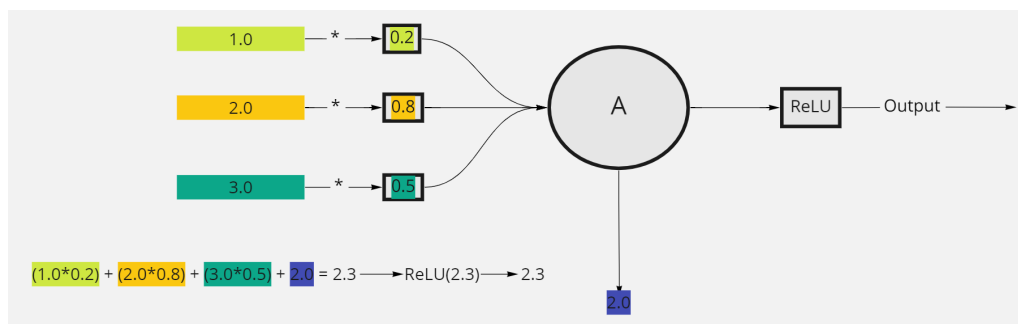 1.0 * 0.2
2.0 * 0.8 A ReLU Output
3.0 * 0.5
(1.0*0.2) + (2.0*0.8) + (3.0*0.5) + 2.0 = 2.3 ReLU(2.3) 2.3
2.0